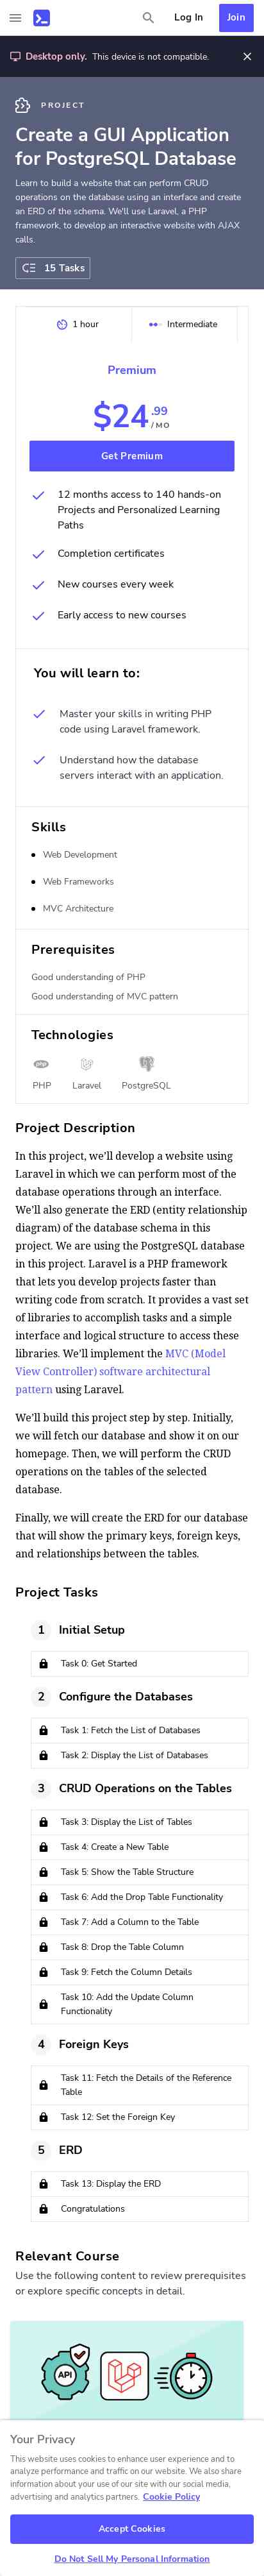 Log In
Join
Desktop only. This device is not compatible.
PROJECT
Create a GUI Application
for PostgreSQL Database
Learn to build a website that can perform CRUD
operations on the database using an interface and create
an ERD of the schema. We'll use Laravel, a PHP
framework, to develop an interactive website with AJAX
calls.
15 Tasks
1 hour
Intermediate
Premium
$24.99
/MO
Get Premium
12 months access to 140 hands-on
Projects and Personalized Learning
Paths
Completion certificates
New courses every week
Early access to new courses
You will learn to:
Master your skills in writing PHP
code using Laravel framework.
Understand how the database
servers interact with an application.
Skills
Web Development
Web Frameworks
MVC Architecture
Prerequisites
Good understanding of PHP
Good understanding of MVC pattern
Technologies
PHP
Laravel
PostgreSQL
Project Description
In this project, we’ll develop a website using
Laravel in which we can perform most of the
database operations through an interface.
We’ll also generate the ERD (entity relationship
diagram) of the database schema in this
project. We are using the PostgreSQL database
in this project. Laravel is a PHP framework
that lets you develop projects faster than
writing code from scratch. It provides a vast set
of libraries to accomplish tasks and a simple
interface and logical structure to access these
libraries. We’ll implement the MVC (Model
View Controller) software architectural
pattern using Laravel.
We’ll build this project step by step. Initially,
we will fetch our database and show it on our
homepage. Then, we will perform the CRUD
operations on the tables of the selected
database.
Finally, we will create the ERD for our database
that will show the primary keys, foreign keys,
and relationships between the tables.
Project Tasks
1 Initial Setup
Task 0: Get Started
2 Configure the Databases
Task 1: Fetch the List of Databases
Task 2: Display the List of Databases
3 CRUD Operations on the Tables
Task 3: Display the List of Tables
Task 4: Create a New Table
Task 5: Show the Table Structure
Task 6: Add the Drop Table Functionality
Task 7: Add a Column to the Table
Task 8: Drop the Table Column
Task 9: Fetch the Column Details
Task 10: Add the Update Column
Functionality
4 Foreign Keys
Task 11: Fetch the Details of the Reference
Table
Task 12: Set the Foreign Key
5 ERD
Task 13: Display the ERD
Congratulations
Relevant Course
Use the following content to review prerequisites
or explore specific concepts in detail.
API
Your Privacy
This website uses cookies to enhance user experience and to
analyze performance and traffic on our website. We also share
information about your use of our site with our social media,
advertising and analytics partners. Cookie Policy
Accept Cookies
Do Not Sell My Personal Information